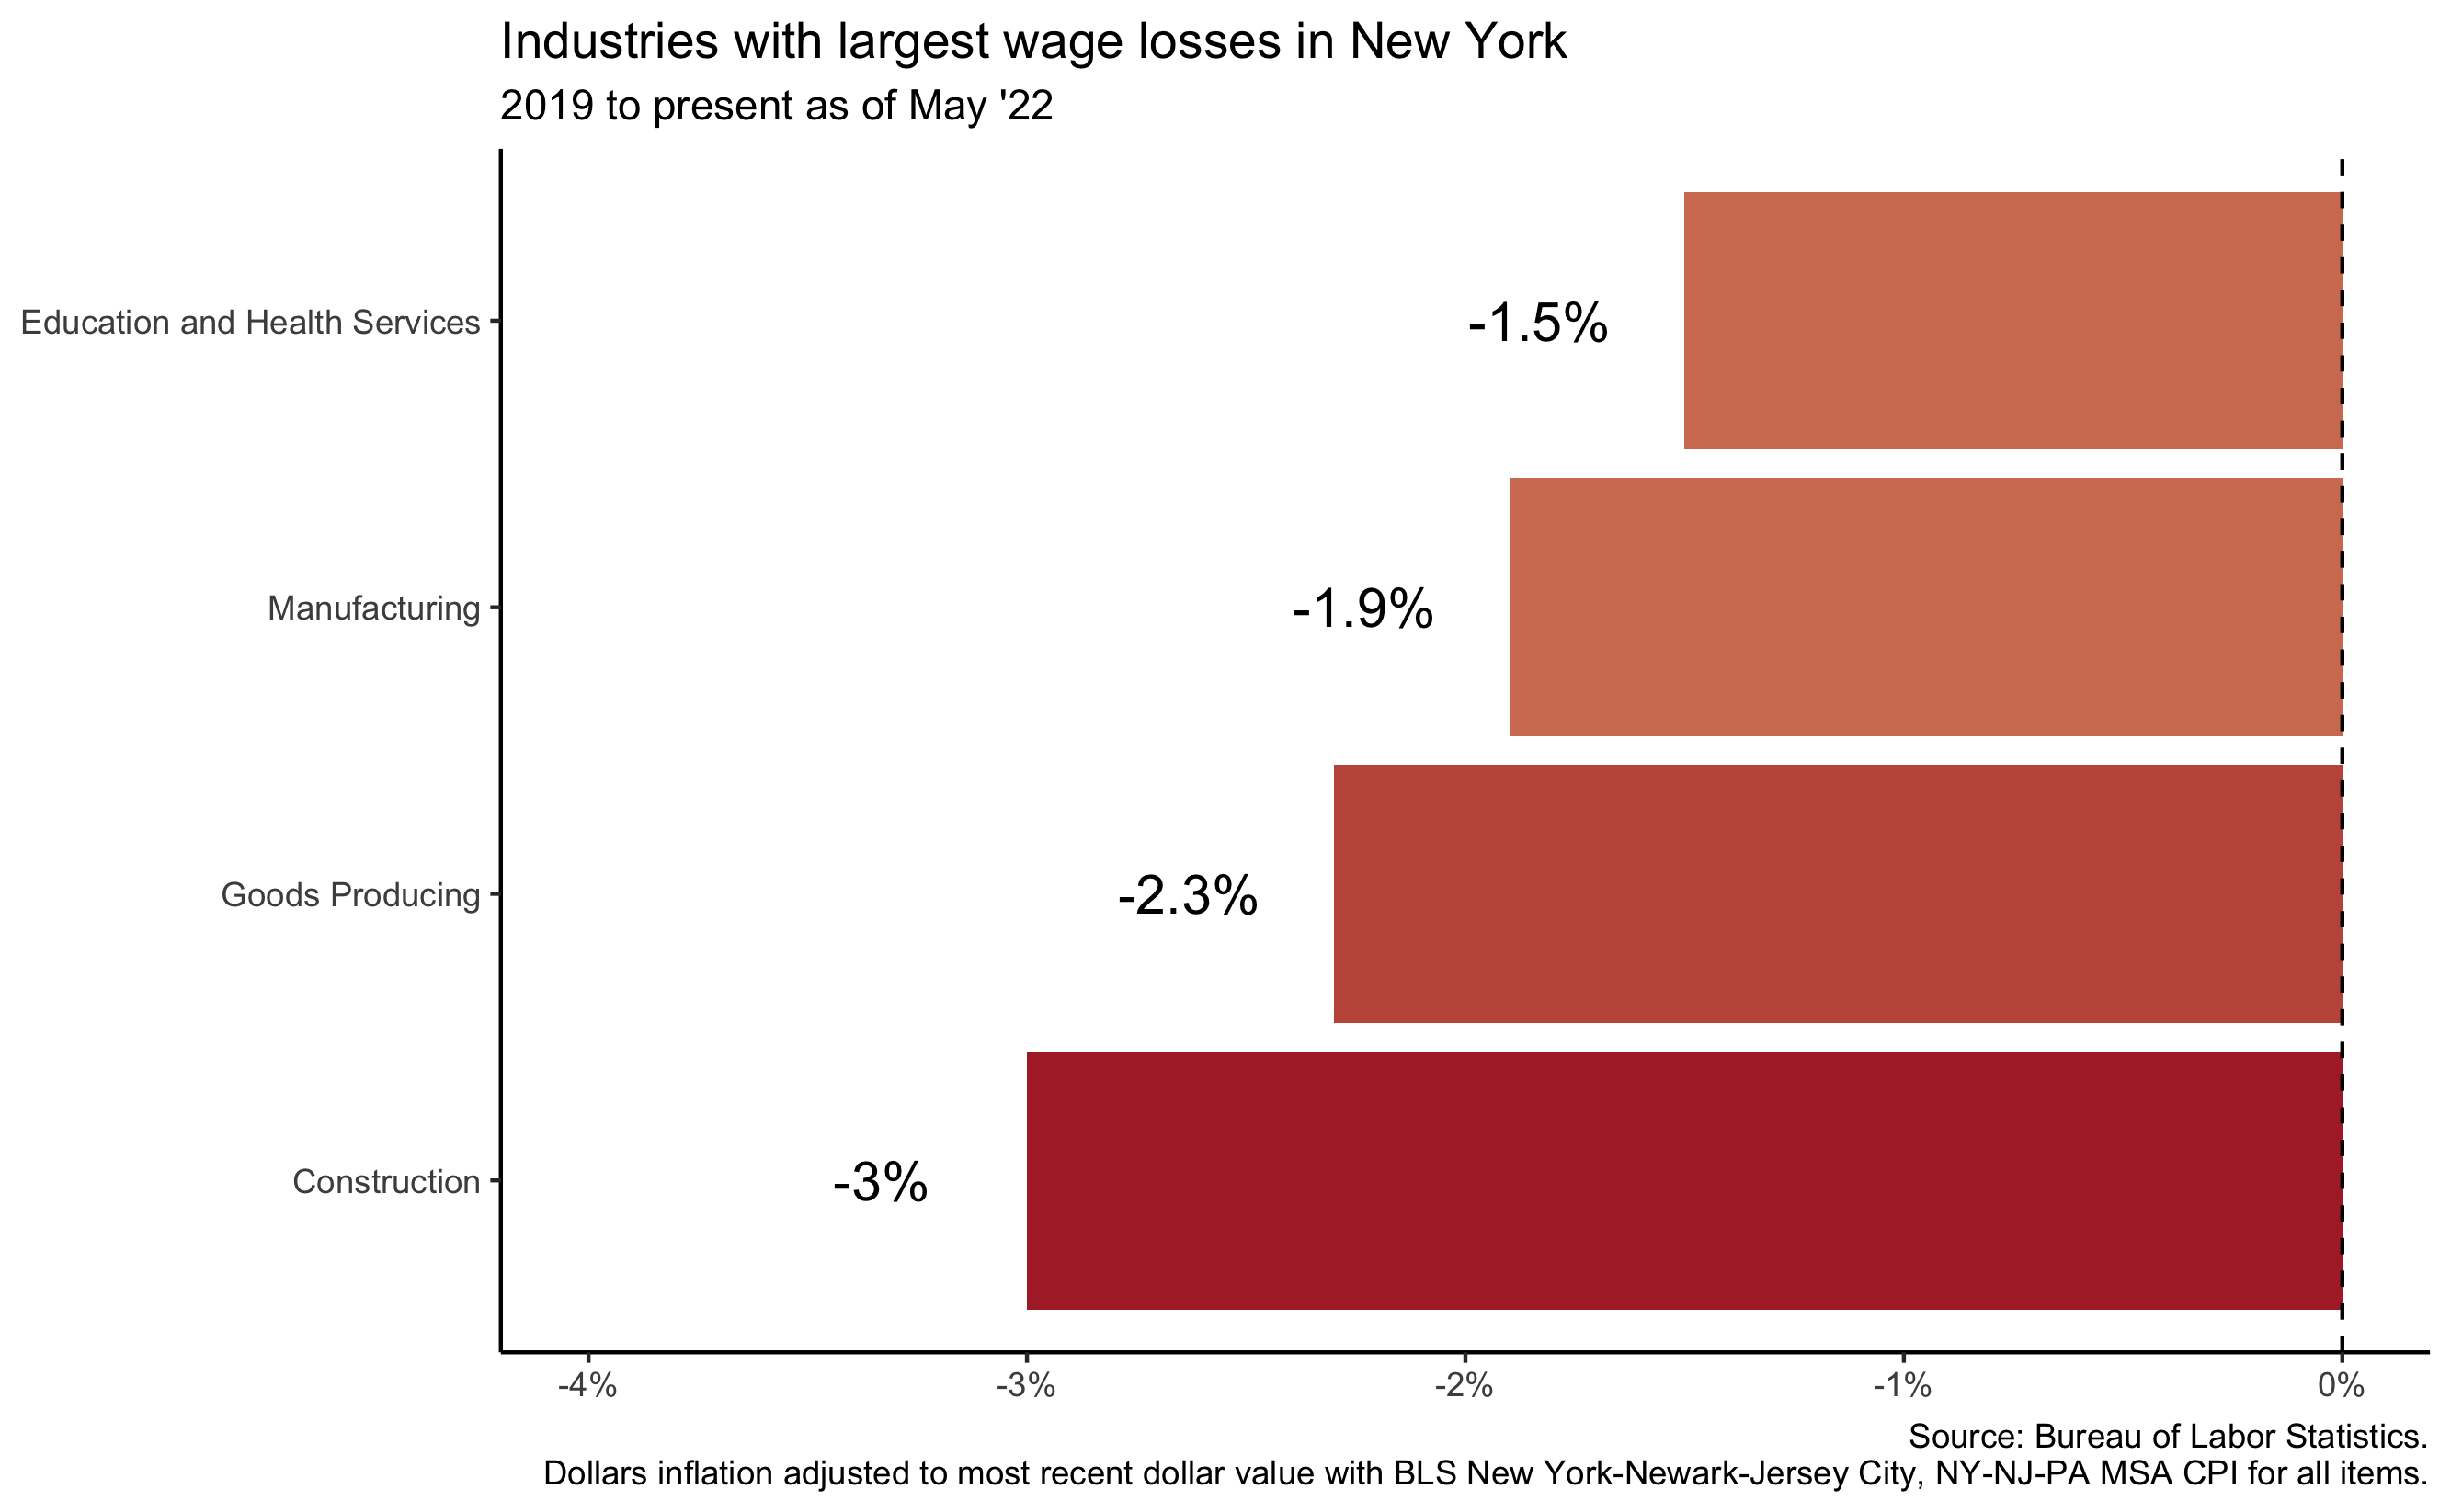 Industries with largest wage losses in New York
2019 to present as of May '22
Education and Health Services
-1.5%
Manufacturing
-1.9%
Goods Producing
-2.3%
Construction
-3%
-4%
-3%
-2%
-1%
0%
Source: Bureau of Labor Statistics.
Dollars inflation adjusted to most recent dollar value with BLS New York-Newark-Jersey City, NY-NJ-PA MSA CPI for all items.